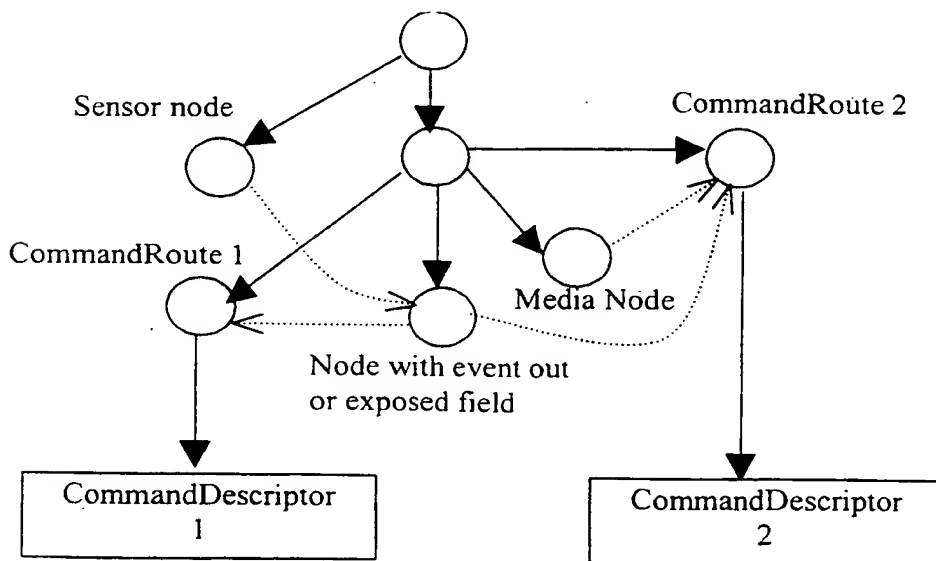 Sensor node
CommandRoute 2
CommandRoute 1
Media Node
Node with event out
or exposed field
CommandDescriptor
1
CommandDescriptor
2